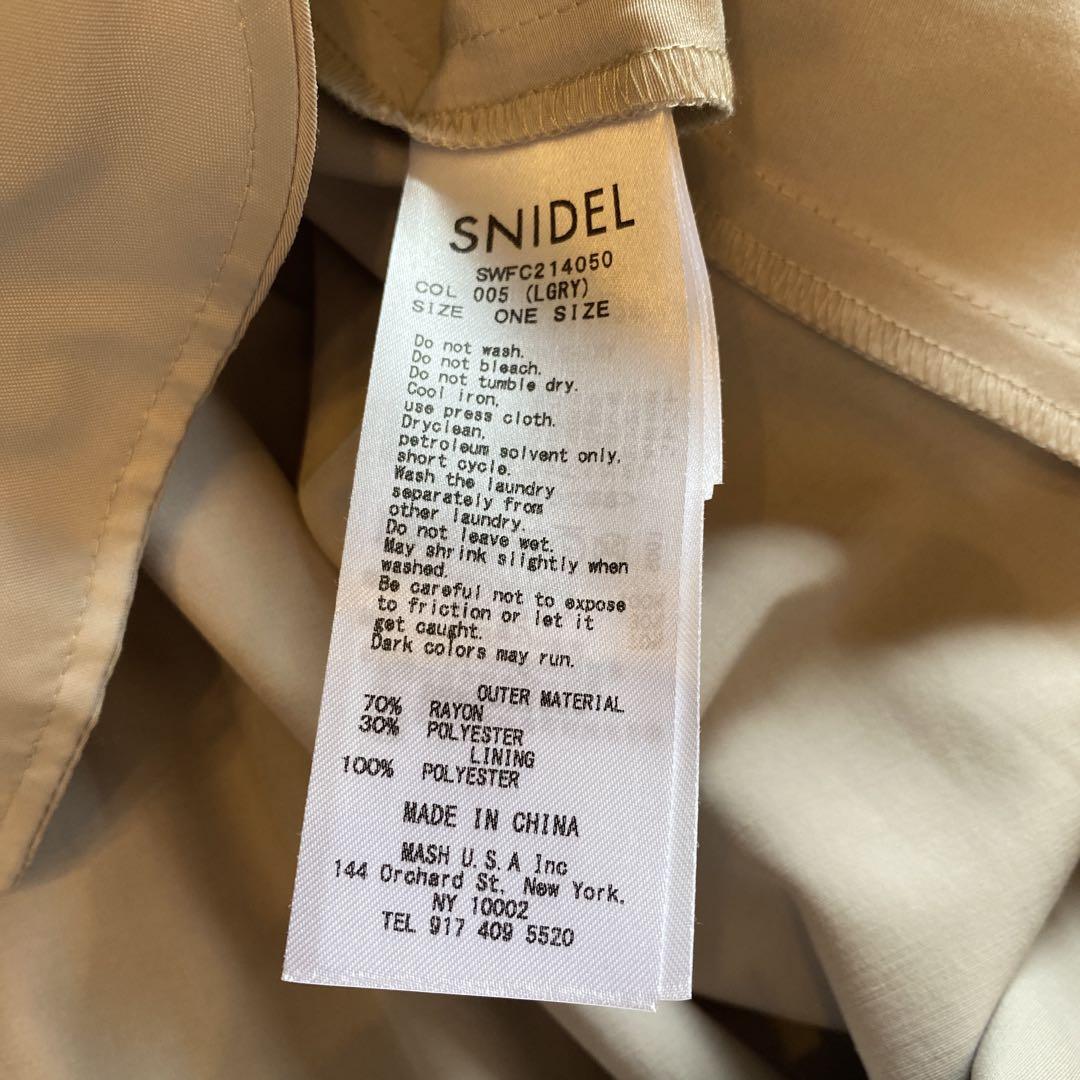 SNIDEL
SWFC214050
COL 005 (LGRY)
SIZE ONE SIZE
Do not wash.
Do not bleach.
Do not tumble dry.
Cool iron,
use press cloth.
Dryclean,
petroleum solvent only,
short cycle.
Wash the laundry
separately from
other laundry.
Do not leave wet.
May shrink slightly when
washed.
Be careful not to expose
to friction or let it
get caught.
Dark colors may run.
OUTER MATERIAL
70% RAYON
30% POLYESTER
LINING
100% POLYESTER
MADE IN CHINA
MASH U.S.A Inc
144 Orchard St. New York,
NY 10002
TEL 917 409 5520